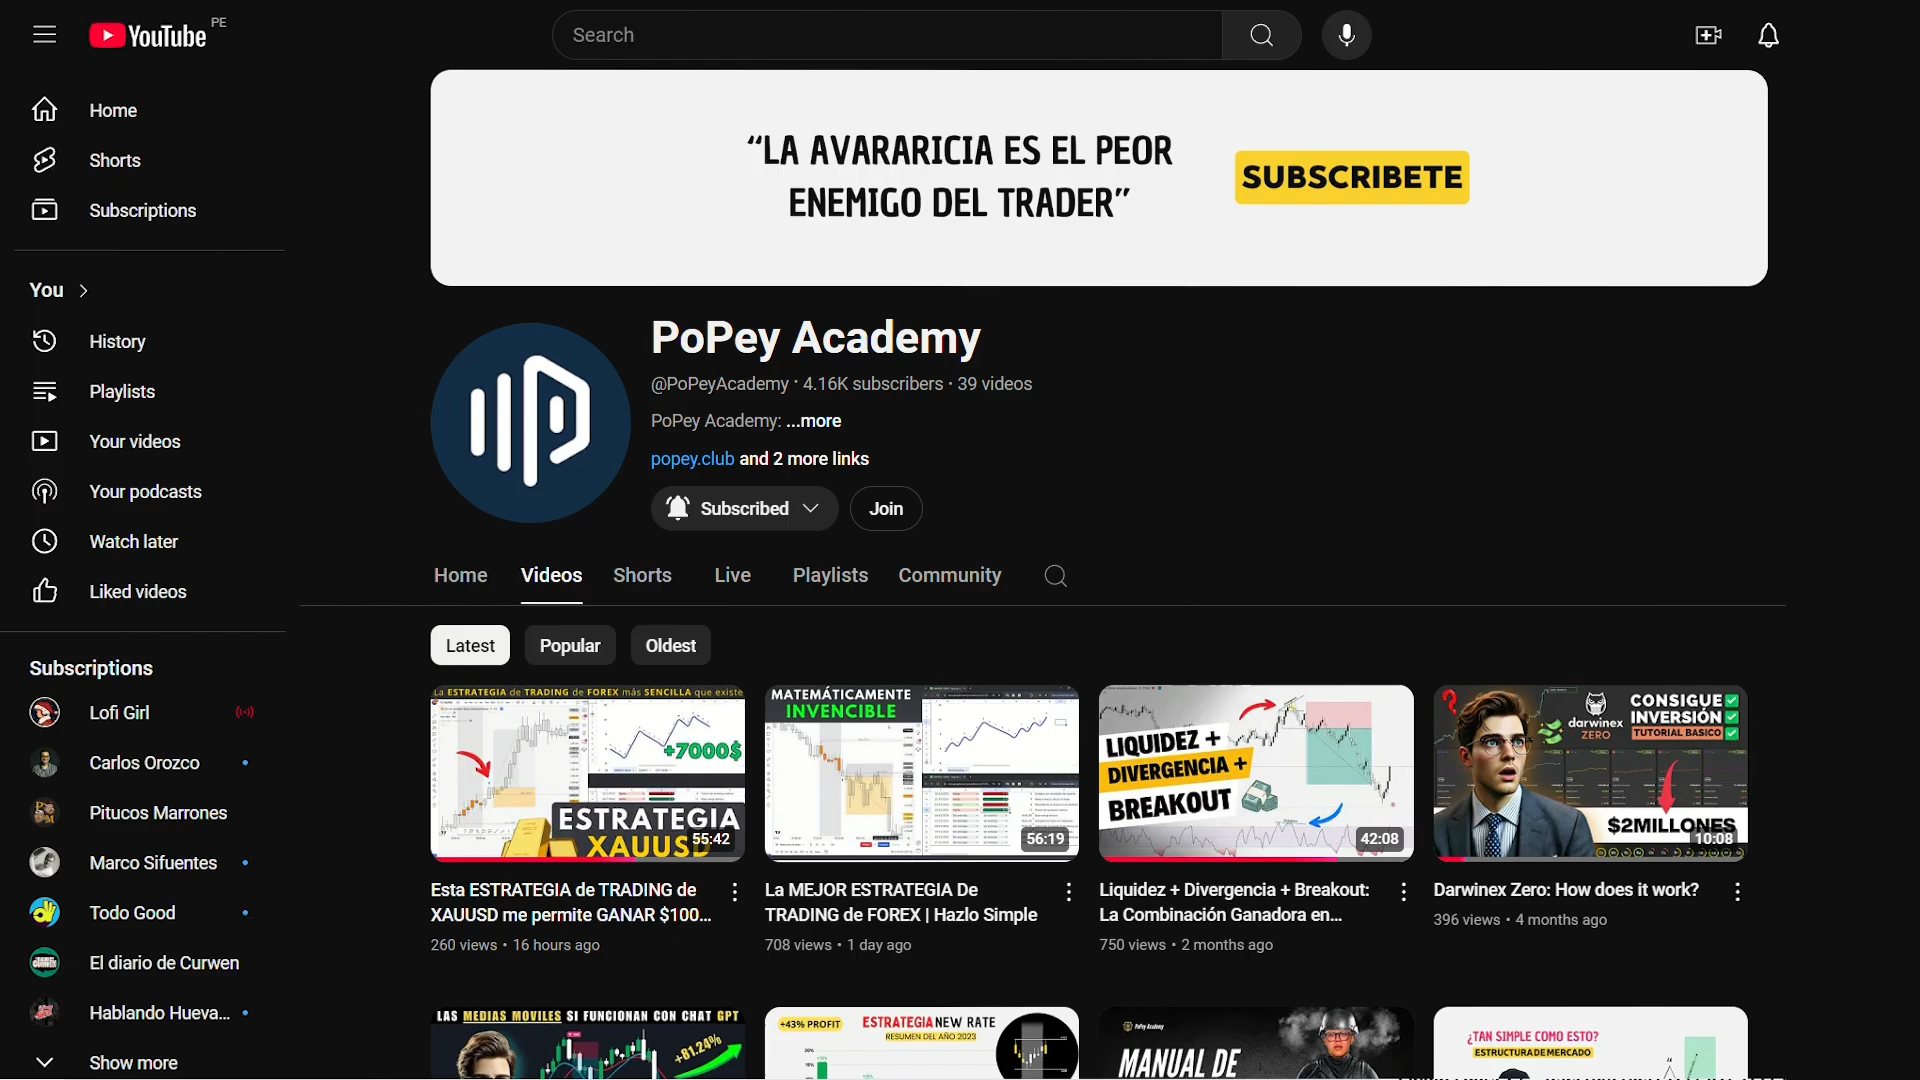 YouTube PE
Search
Home
Shorts
Subscriptions
You
History
Playlists
Your videos
Your podcasts
Watch later
Liked videos
Subscriptions
Lofi Girl
Carlos Orozco
Pitucos Marrones
Marco Sifuentes
Todo Good
El diario de Curwen
Hablando Hueva...
Show more
“LA AVARARICIA ES EL PEOR
ENEMIGO DEL TRADER”
SUBSCRIBETE
PoPey Academy
@PoPeyAcademy • 4.16K subscribers • 39 videos
PoPey Academy: ...more
popey.club and 2 more links
Subscribed
Join
Home Videos Shorts Live Playlists Community
Latest Popular Oldest
La ESTRATEGIA de TRADING de FOREX más SENCILLA que existe
+7000$
ESTRATEGIA
XAUUSD
55:42
Esta ESTRATEGIA de TRADING de
XAUUSD me permite GANAR $100...
260 views • 16 hours ago
MATEMÁTICAMENTE
INVENCIBLE
56:19
La MEJOR ESTRATEGIA De
TRADING de FOREX | Hazlo Simple
708 views • 1 day ago
LIQUIDEZ +
DIVERGENCIA +
BREAKOUT
42:08
Liquidez + Divergencia + Breakout:
La Combinación Ganadora en...
750 views • 2 months ago
darwinex
ZERO
CONSIGUE
INVERSIÓN
TUTORIAL BASICO
$2MILLONES
10:08
Darwinex Zero: How does it work?
396 views • 4 months ago
LAS MEDIAS MOVILES SI FUNCIONAN CON CHAT GPT
+81.24%
+43% PROFIT
ESTRATEGIA NEW RATE
RESUMEN DEL AÑO 2023
PoPey Academy
MANUAL DE
¿TAN SIMPLE COMO ESTO?
ESTRUCTURA DE MERCADO